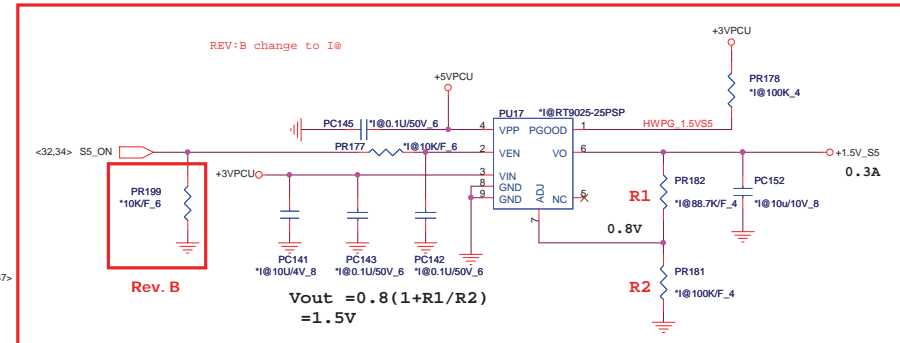 REV:B change to I@
+3VPCU
+5VPCU
PR178
*I@100K_4
PU17
*I@RT9025-25PSP
PC145
*I@0.1U/50V_6
4
VPP
PGOOD
1
HWPG_1.5VS5
PR177
*I@10K/F_6
<32,34>
S5_ON
2
VEN
VO
6
+1.5V_S5
0.3A
+3VPCU
3
VIN
8
GND
9
GND
ADJ
NC
5
7
PR199
*10K/F_6
R1
PR182
*I@88.7K/F_4
PC152
*I@10u/10V_8
0.8V
PC141
*I@10U/4V_8
PC143
*I@0.1U/50V_6
PC142
*I@0.1U/50V_6
R2
PR181
*I@100K/F_4
7>
Rev. B
Vout =0.8(1+R1/R2)
=1.5V